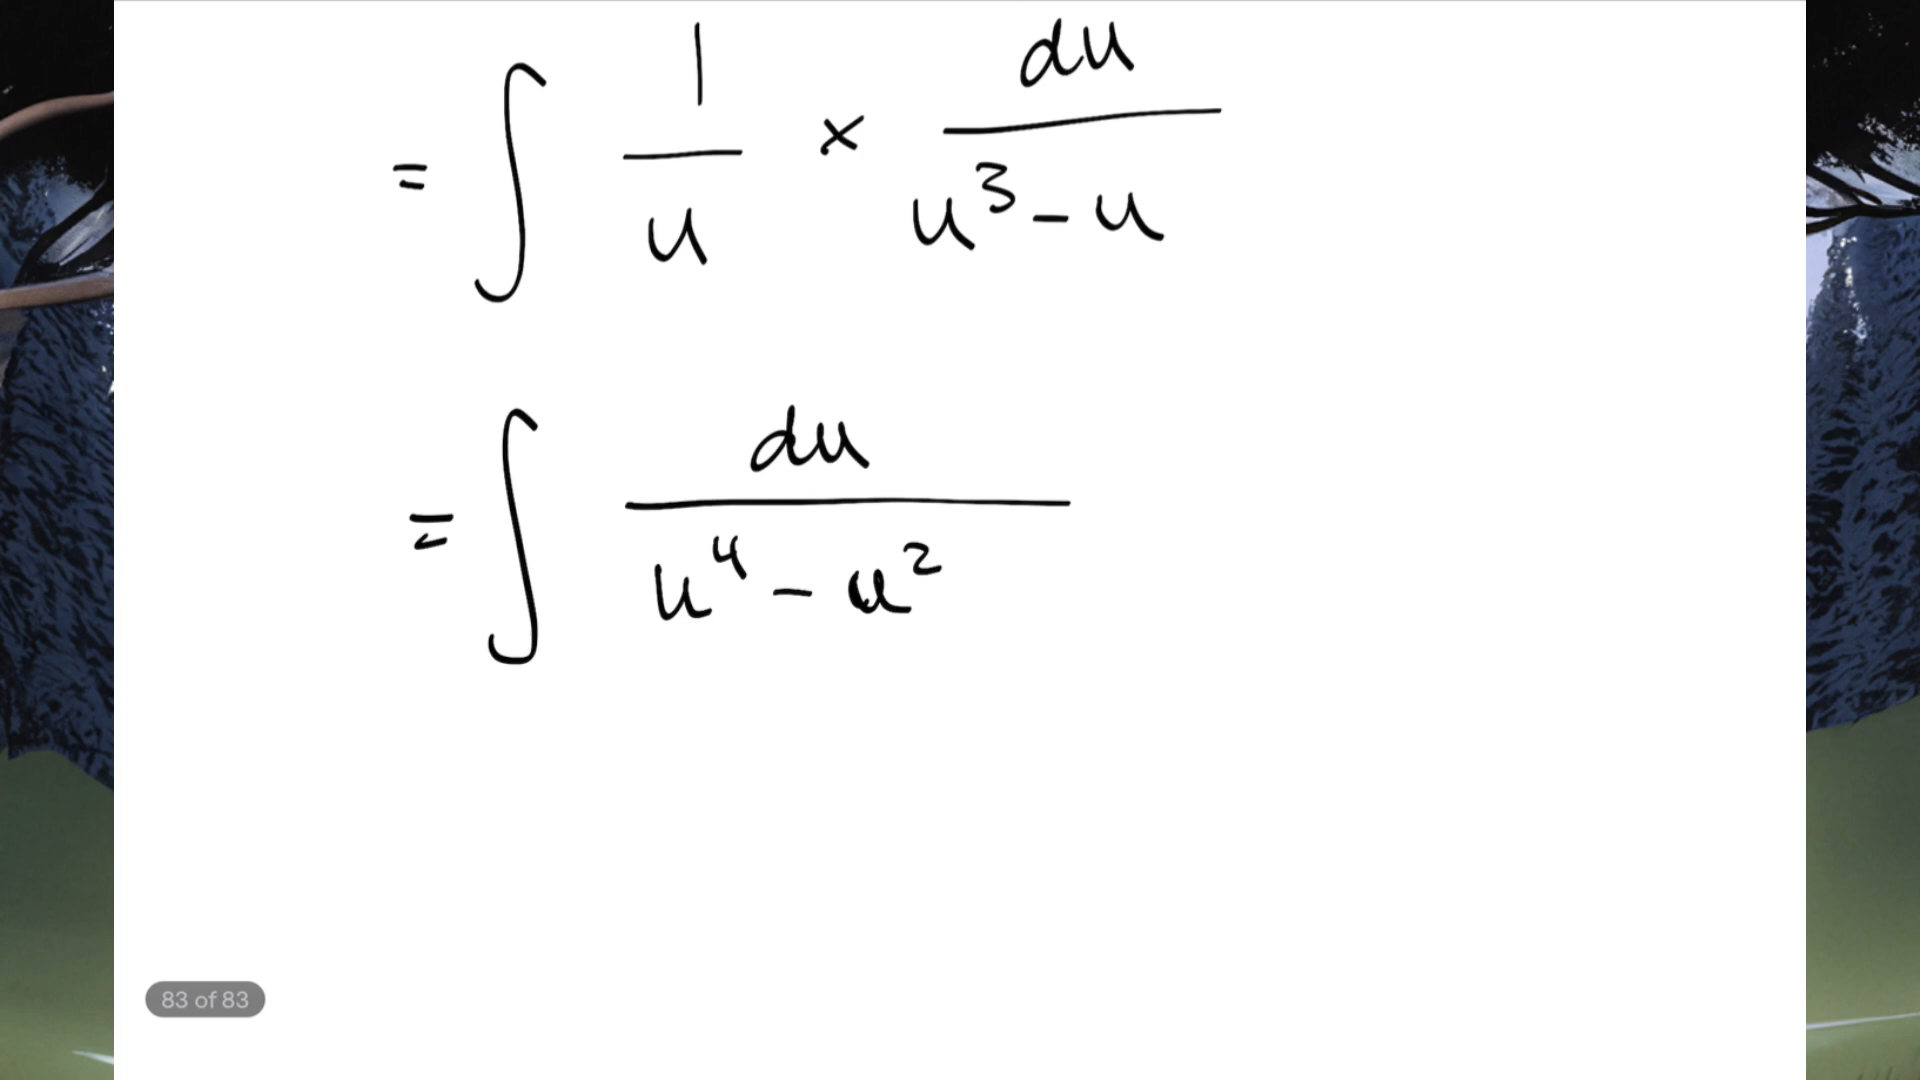 = ∫ 1/u × du/(u³ - u)
= ∫ du/(u⁴ - u²)
83 of 83